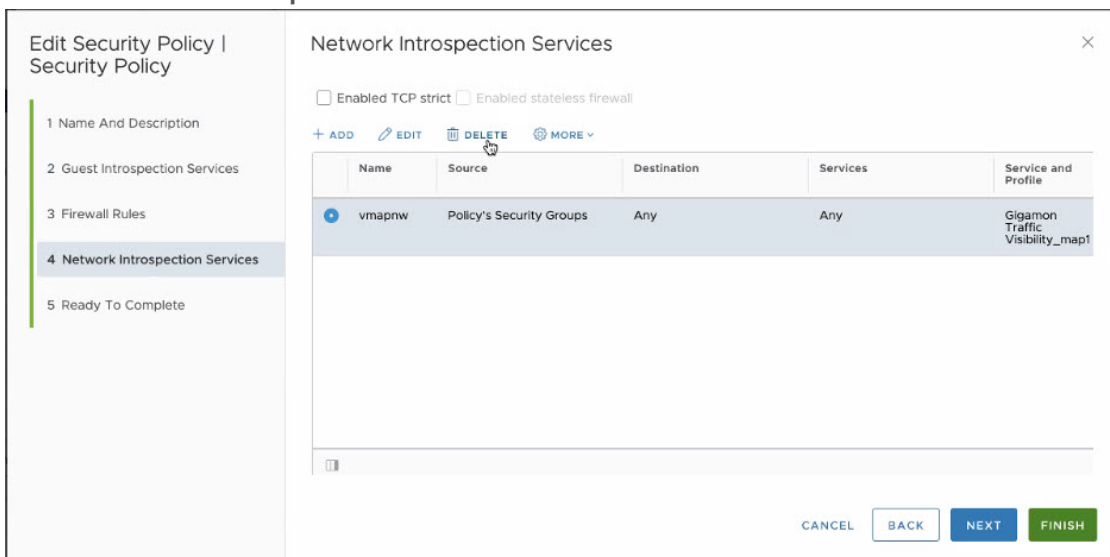 Edit Security Policy |
Security Policy
1 Name And Description
2 Guest Introspection Services
3 Firewall Rules
4 Network Introspection Services
5 Ready To Complete
Network Introspection Services
Enabled TCP strict Enabled stateless firewall
+ ADD EDIT DELETE MORE
Name Source Destination Services Service and
Profile
vmapnw Policy's Security Groups Any Any Gigamon
Traffic
Visibility_map1
CANCEL BACK NEXT FINISH